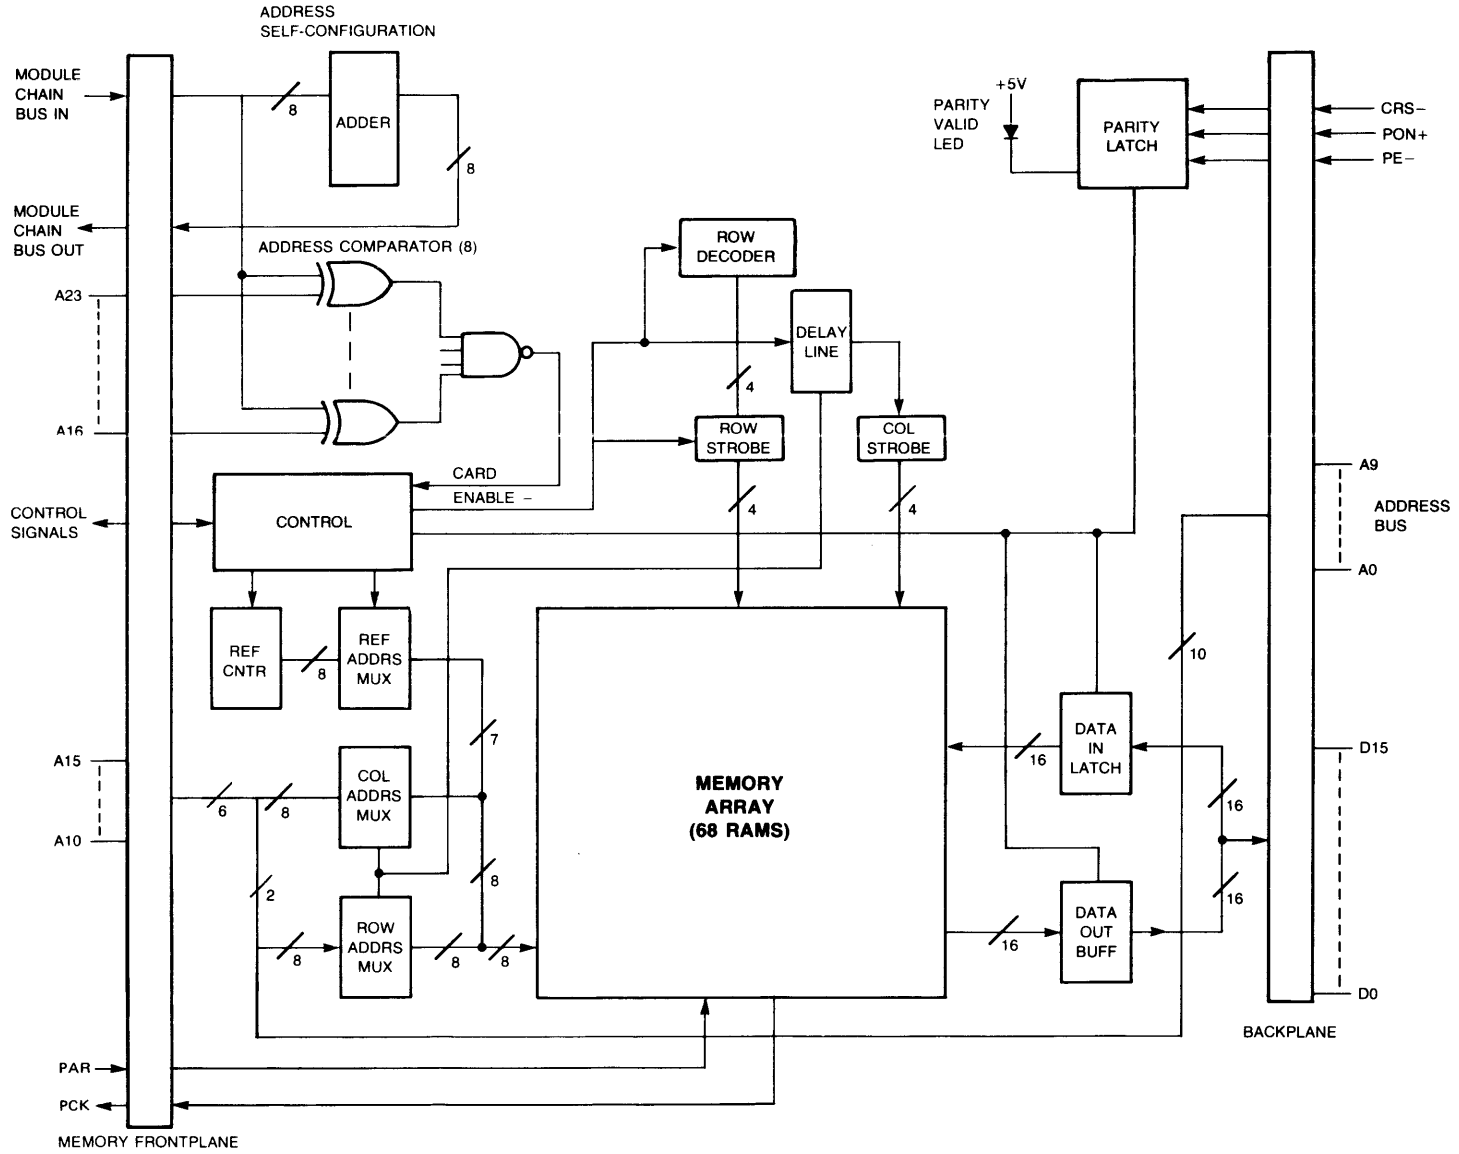 ADDRESS
SELF-CONFIGURATION
MODULE
CHAIN
BUS IN
8
ADDER
8
MODULE
CHAIN
BUS OUT
ADDRESS COMPARATOR (8)
A23
A16
+5V
PARITY
VALID
LED
PARITY
LATCH
CRS-
PON+
PE-
ROW
DECODER
DELAY
LINE
4
ROW
STROBE
COL
STROBE
4
4
CARD
ENABLE -
CONTROL
SIGNALS
CONTROL
A9
ADDRESS
BUS
A0
10
REF
CNTR
8
REF
ADDRS
MUX
7
A15
A10
6
8
COL
ADDRS
MUX
8
2
8
ROW
ADDRS
MUX
8
8
MEMORY
ARRAY
(68 RAMS)
16
DATA
IN
LATCH
16
16
16
DATA
OUT
BUFF
D15
D0
BACKPLANE
PAR
PCK
MEMORY FRONTPLANE